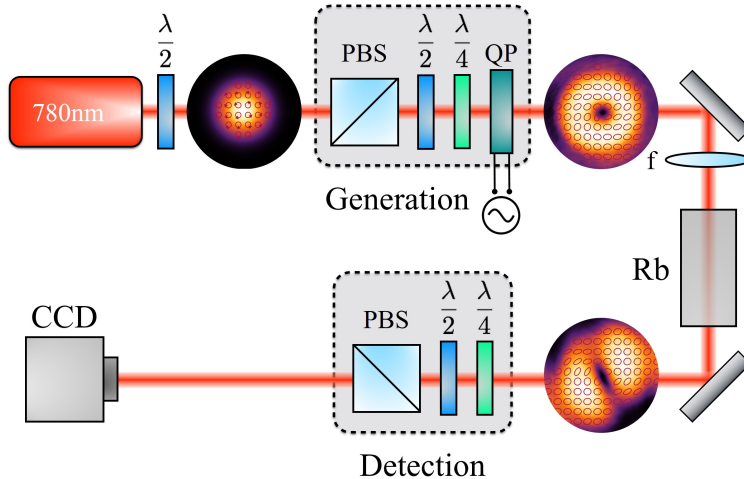 780nm
λ/2
PBS
λ/2
λ/4
QP
Generation
f
Rb
CCD
PBS
λ/2
λ/4
Detection